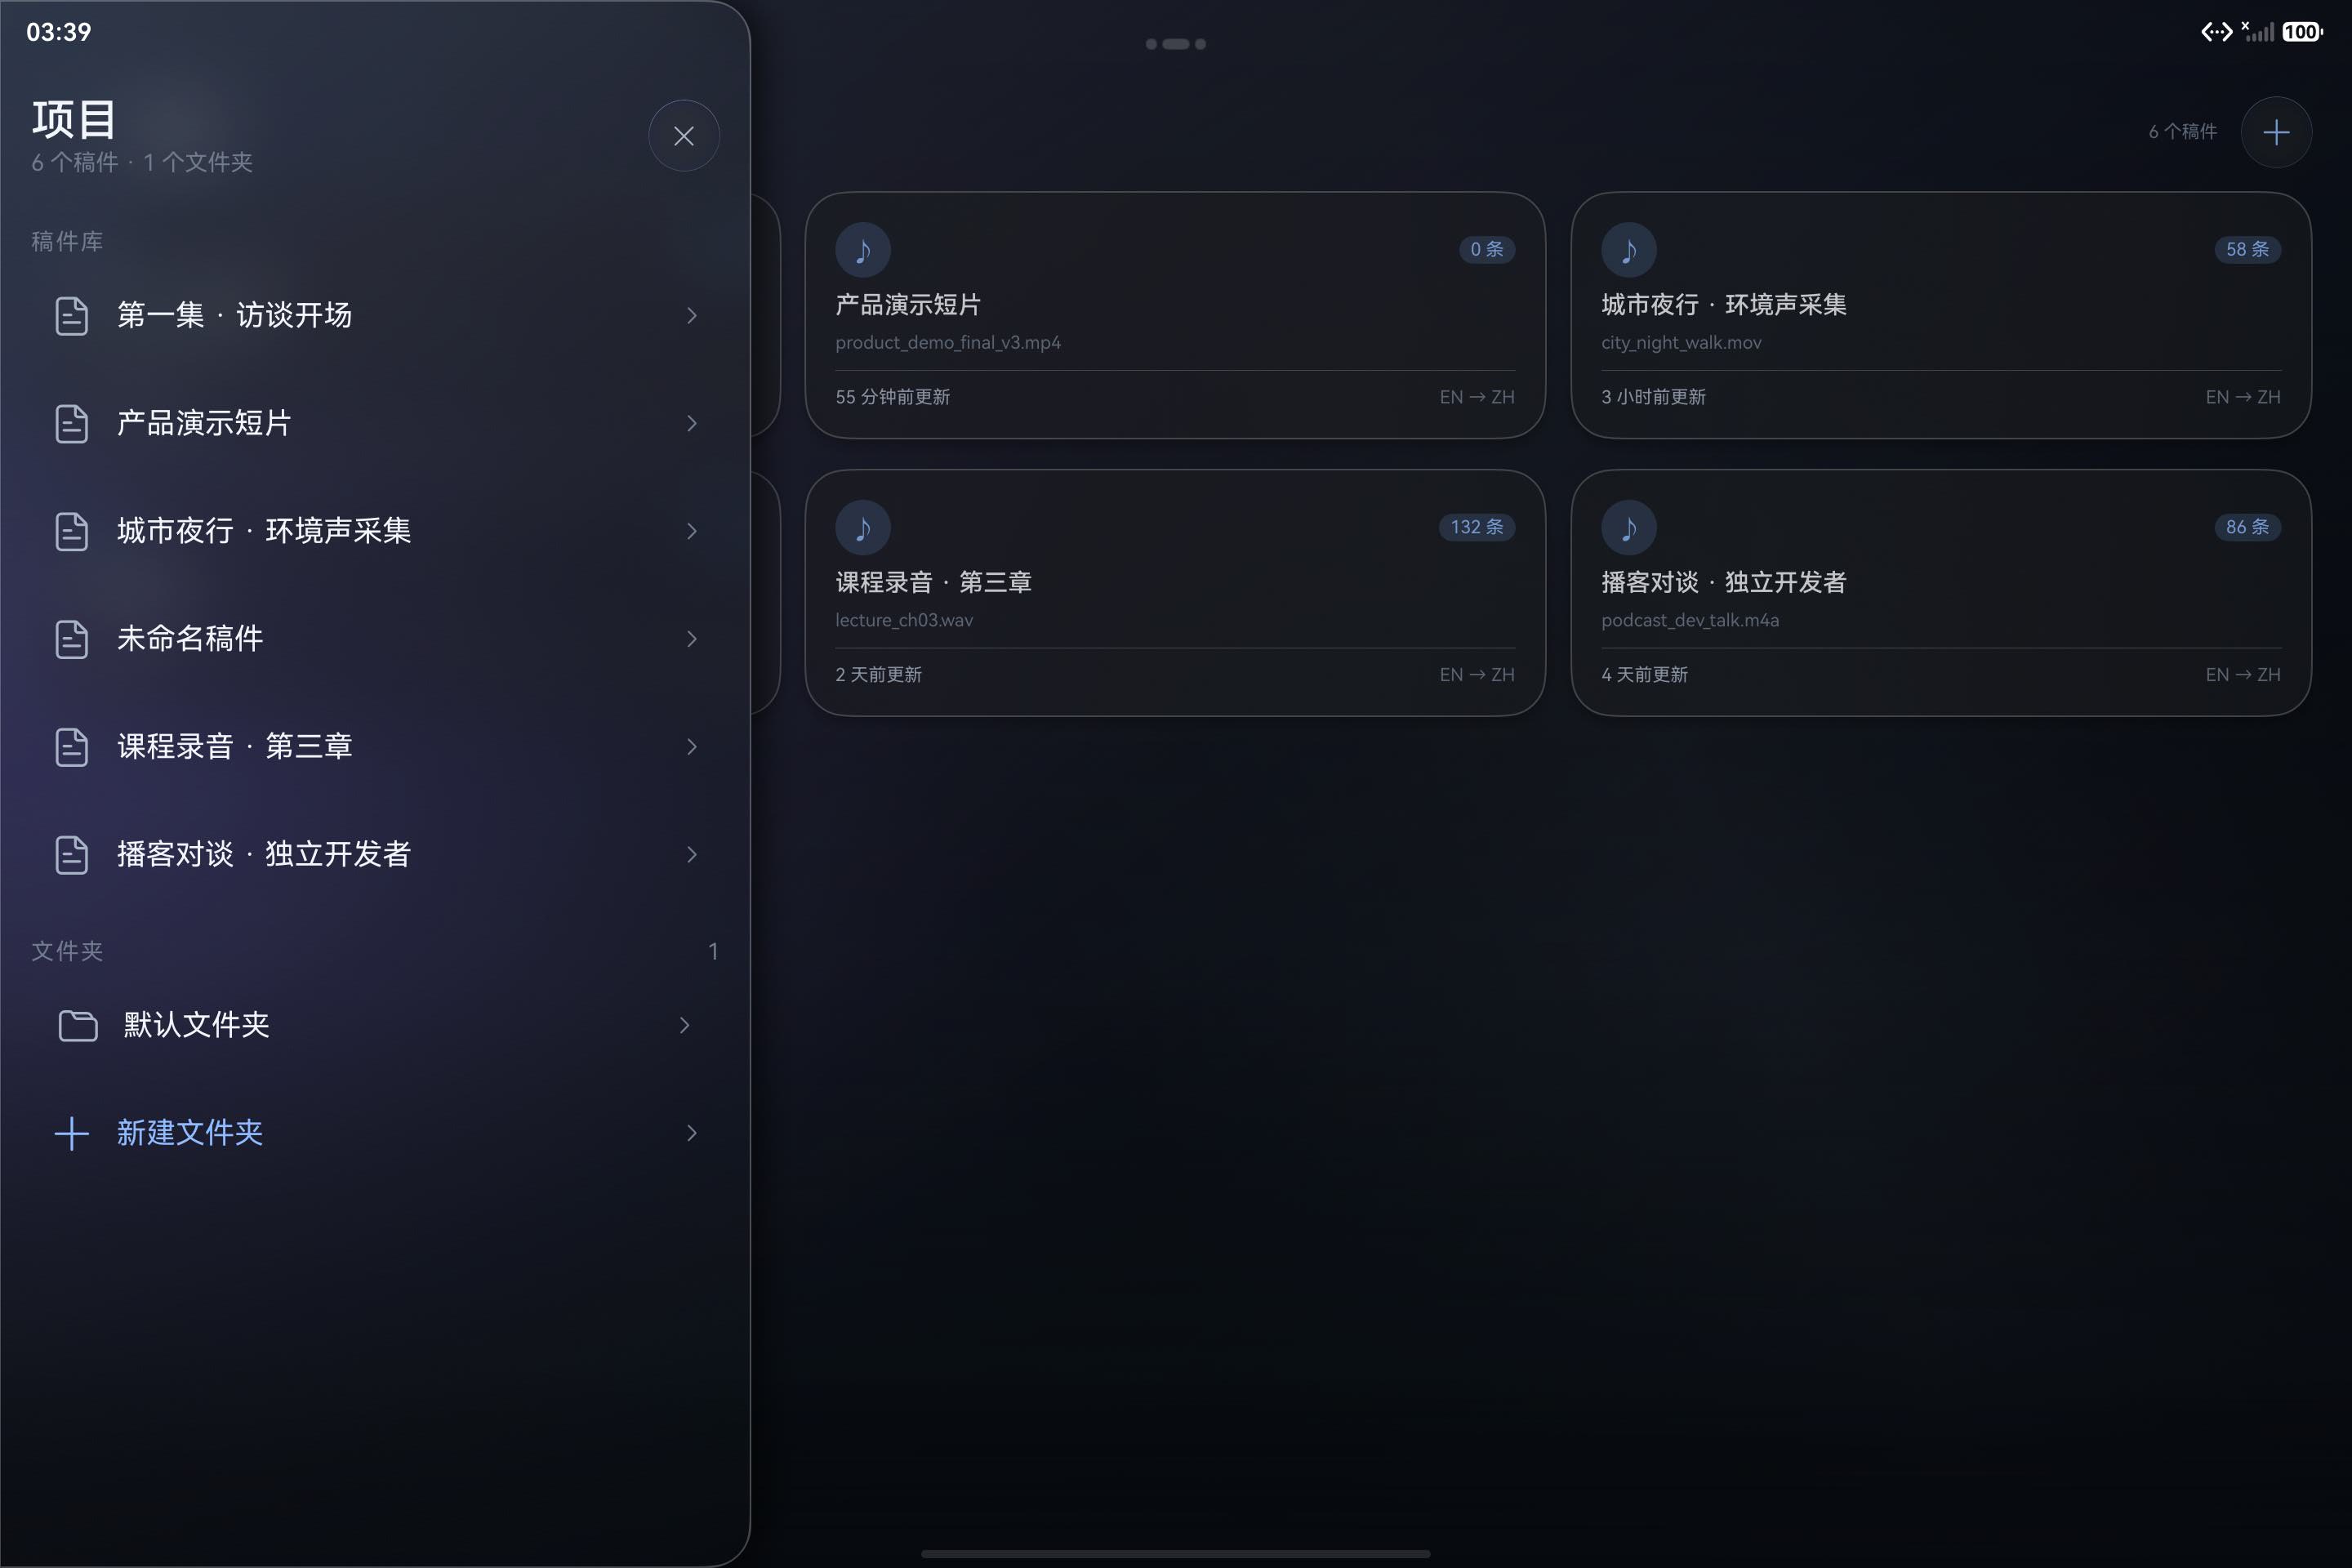 03:39
100
项目
6 个稿件 · 1 个文件夹
稿件库
第一集 · 访谈开场
产品演示短片
城市夜行 · 环境声采集
未命名稿件
课程录音 · 第三章
播客对谈 · 独立开发者
文件夹 1
默认文件夹
新建文件夹
6 个稿件
0 条
产品演示短片
product_demo_final_v3.mp4
55 分钟前更新 EN → ZH
58 条
城市夜行 · 环境声采集
city_night_walk.mov
3 小时前更新 EN → ZH
132 条
课程录音 · 第三章
lecture_ch03.wav
2 天前更新 EN → ZH
86 条
播客对谈 · 独立开发者
podcast_dev_talk.m4a
4 天前更新 EN → ZH